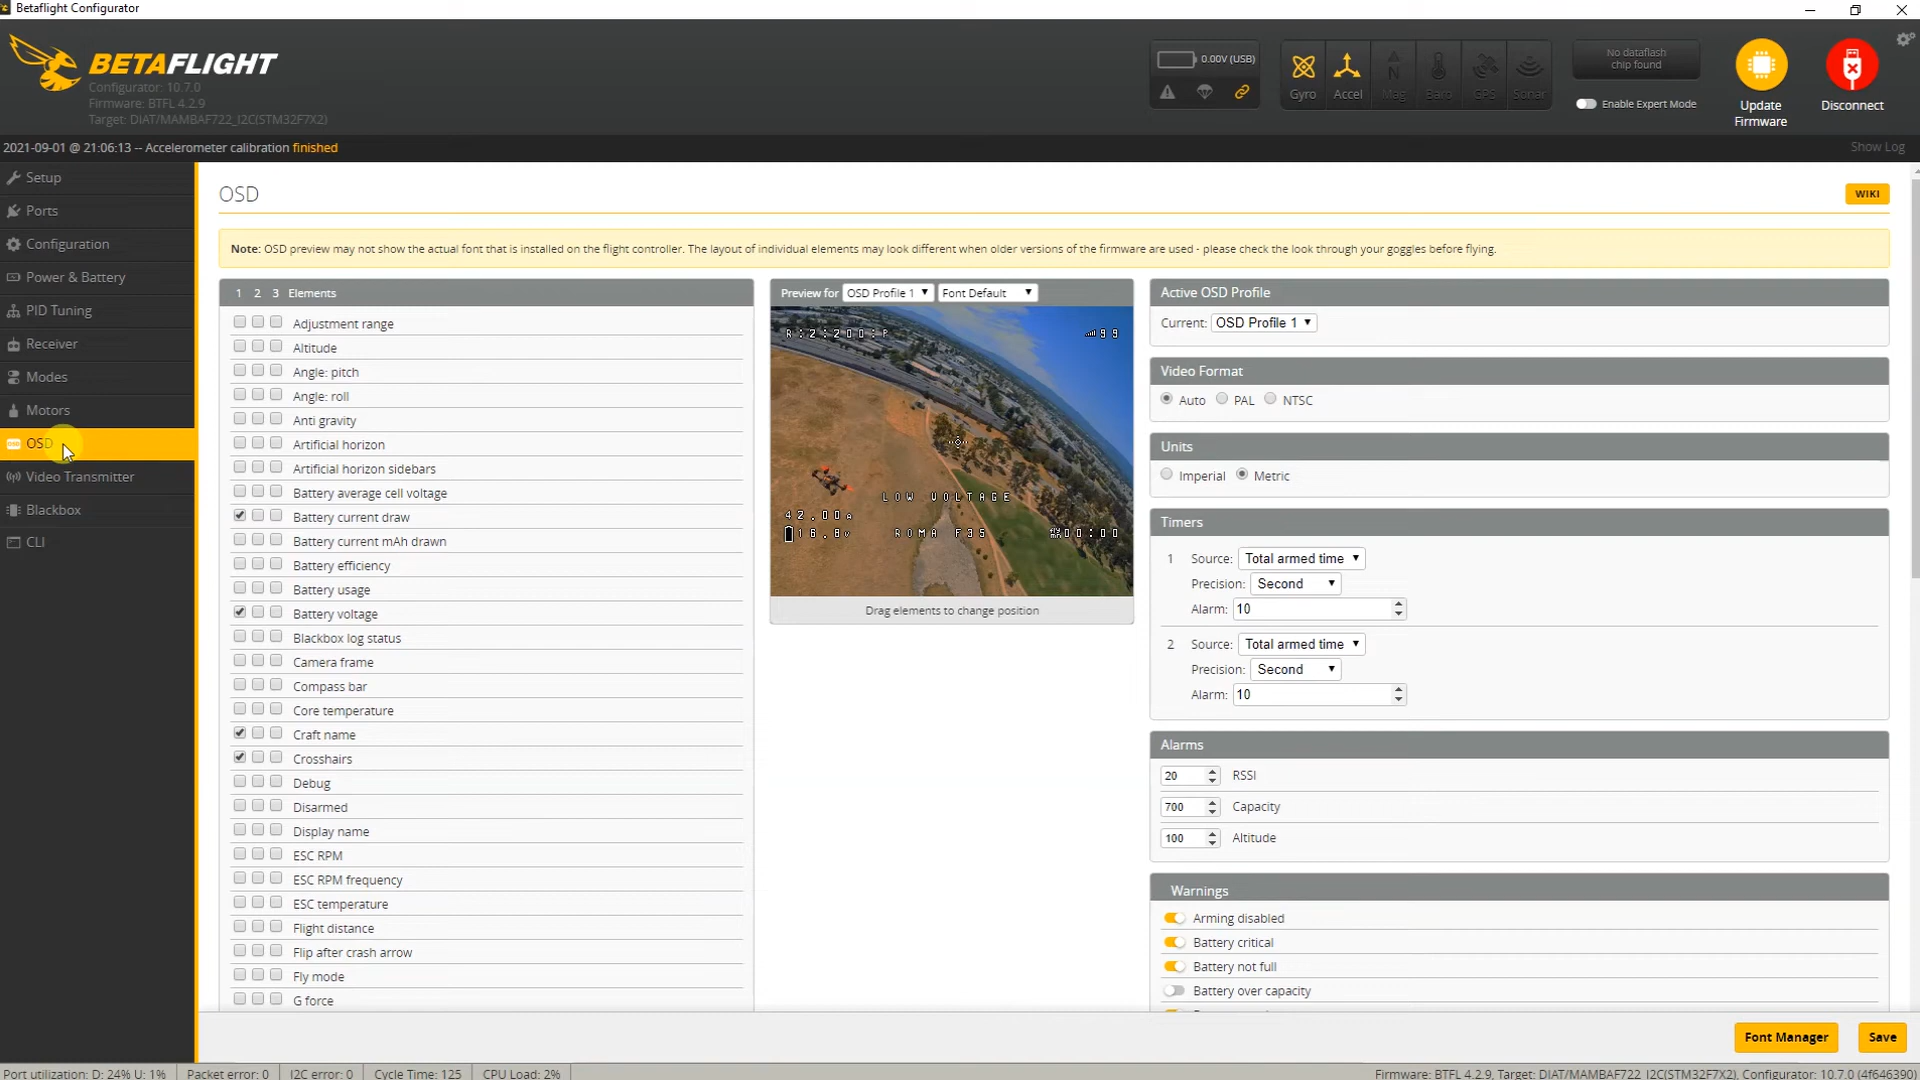 Betaflight Configurator
BETAFLIGHT
Configurator: 10.7.0
Firmware: BTFL 4.2.9
Target: DIAT/MAMBAF722_I2C(STM32F7X2)
0.00V (USB)
Gyro
Accel
Mag
Baro
GPS
Sonar
No dataflash
chip found
Enable Expert Mode
Update
Firmware
Disconnect
2021-09-01 @ 21:06:13 -- Accelerometer calibration finished
Show Log
Setup
Ports
Configuration
Power & Battery
PID Tuning
Receiver
Modes
Motors
OSD
Video Transmitter
Blackbox
CLI
OSD
WIKI
Note: OSD preview may not show the actual font that is installed on the flight controller. The layout of individual elements may look different when older versions of the firmware are used - please check the look through your goggles before flying.
1 2 3 Elements
Adjustment range
Altitude
Angle: pitch
Angle: roll
Anti gravity
Artificial horizon
Artificial horizon sidebars
Battery average cell voltage
Battery current draw
Battery current mAh drawn
Battery efficiency
Battery usage
Battery voltage
Blackbox log status
Camera frame
Compass bar
Core temperature
Craft name
Crosshairs
Debug
Disarmed
Display name
ESC RPM
ESC RPM frequency
ESC temperature
Flight distance
Flip after crash arrow
Fly mode
G force
Preview for OSD Profile 1 Font Default
R:2:200:P
99
LOW VOLTAGE
42.00A
16.8V
ROMA F35
00:00
Drag elements to change position
Active OSD Profile
Current: OSD Profile 1
Video Format
Auto PAL NTSC
Units
Imperial Metric
Timers
1 Source: Total armed time
Precision: Second
Alarm: 10
2 Source: Total armed time
Precision: Second
Alarm: 10
Alarms
20 RSSI
700 Capacity
100 Altitude
Warnings
Arming disabled
Battery critical
Battery not full
Battery over capacity
Font Manager
Save
Port utilization: D: 24% U: 1%
Packet error: 0
I2C error: 0
Cycle Time: 125
CPU Load: 2%
Firmware: BTFL 4.2.9, Target: DIAT/MAMBAF722_I2C(STM32F7X2), Configurator: 10.7.0 (4f646390)